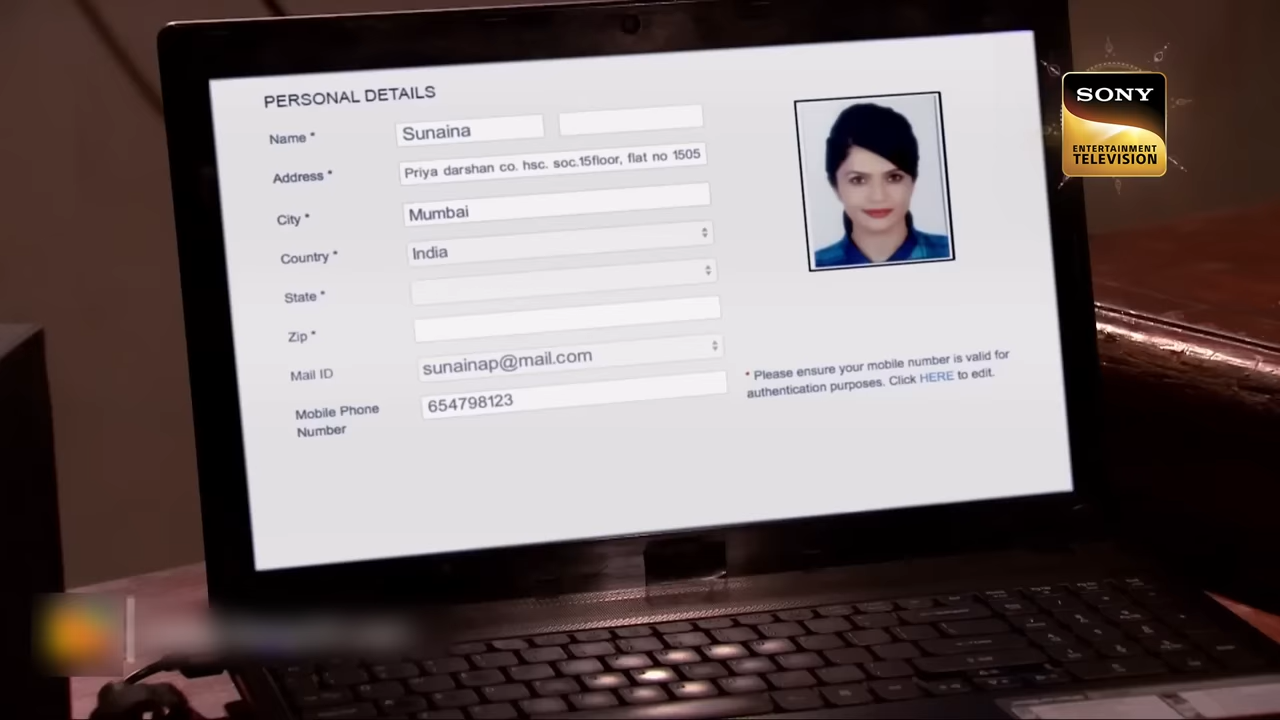 PERSONAL DETAILS
Name * Sunaina
Address * Priya darshan co. hsc. soc.15floor, flat no 1505
City * Mumbai
Country * India
State *
Zip *
Mail ID sunainap@mail.com
Mobile Phone Number 654798123
* Please ensure your mobile number is valid for
authentication purposes. Click HERE to edit.
SONY
ENTERTAINMENT
TELEVISION